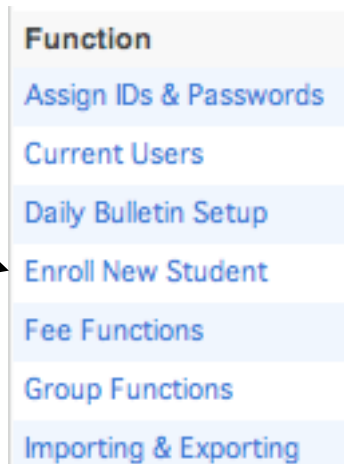 Function
Assign IDs & Passwords
Current Users
Daily Bulletin Setup
Enroll New Student
Fee Functions
Group Functions
Importing & Exporting